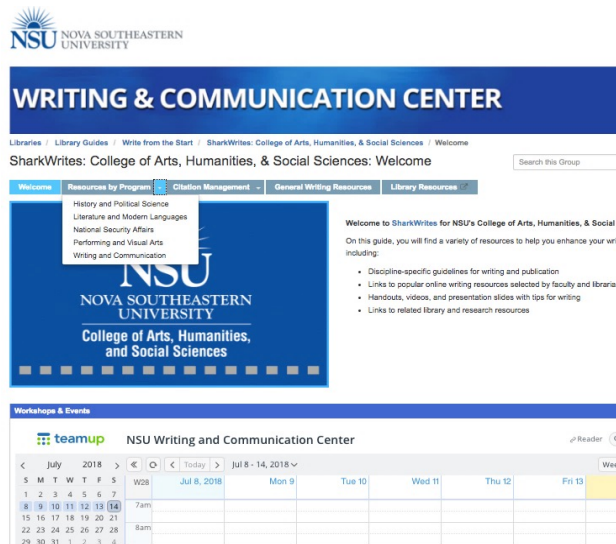 NSU NOVA SOUTHEASTERN
UNIVERSITY
WRITING & COMMUNICATION CENTER
Libraries / Library Guides / Write from the Start / SharkWrites: College of Arts, Humanities, & Social Sciences / Welcome
SharkWrites: College of Arts, Humanities, & Social Sciences: Welcome
Search this Group
Welcome Resources by Program Citation Management General Writing Resources Library Resources
History and Political Science
Literature and Modern Languages
National Security Affairs
Performing and Visual Arts
Writing and Communication
NSU
NOVA SOUTHEASTERN
UNIVERSITY
College of Arts, Humanities,
and Social Sciences
Welcome to SharkWrites for NSU's College of Arts, Humanities, & Social
On this guide, you will find a variety of resources to help you enhance your wri
including:
• Discipline-specific guidelines for writing and publication
• Links to popular online writing resources selected by faculty and libraria
• Handouts, videos, and presentation slides with tips for writing
• Links to related library and research resources
Workshops & Events
teamup NSU Writing and Communication Center
Reader
July 2018 Today Jul 8 - 14, 2018 Wee
S M T W T F S W28 Jul 8, 2018 Mon 9 Tue 10 Wed 11 Thu 12 Fri 13
1 2 3 4 5 6 7
8 9 10 11 12 13 14 7am
15 16 17 18 19 20 21
22 23 24 25 26 27 28 8am
29 30 31 1 2 3 4